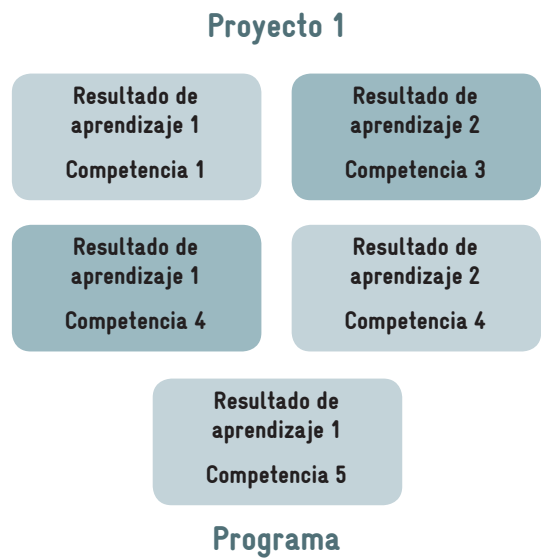 Proyecto 1
Resultado de
aprendizaje 1
Competencia 1
Resultado de
aprendizaje 2
Competencia 3
Resultado de
aprendizaje 1
Competencia 4
Resultado de
aprendizaje 2
Competencia 4
Resultado de
aprendizaje 1
Competencia 5
Programa